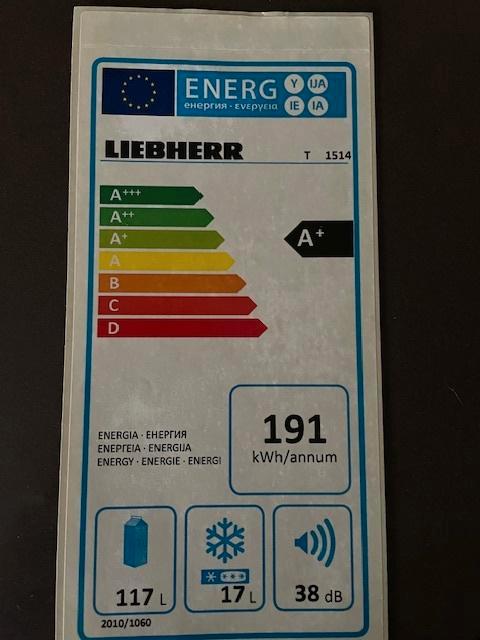 ENERG Y IJA
енергия · ενεργεια IE IA
LIEBHERR T 1514
A+++
A++
A+
A+
A
B
C
D
191
ENERGIA · ЕНЕРГИЯ
ΕΝΕΡΓΕΙΑ · ENERGIJA
kWh/annum
ENERGY · ENERGIE · ENERGI
117 L
17 L
38 dB
2010/1060